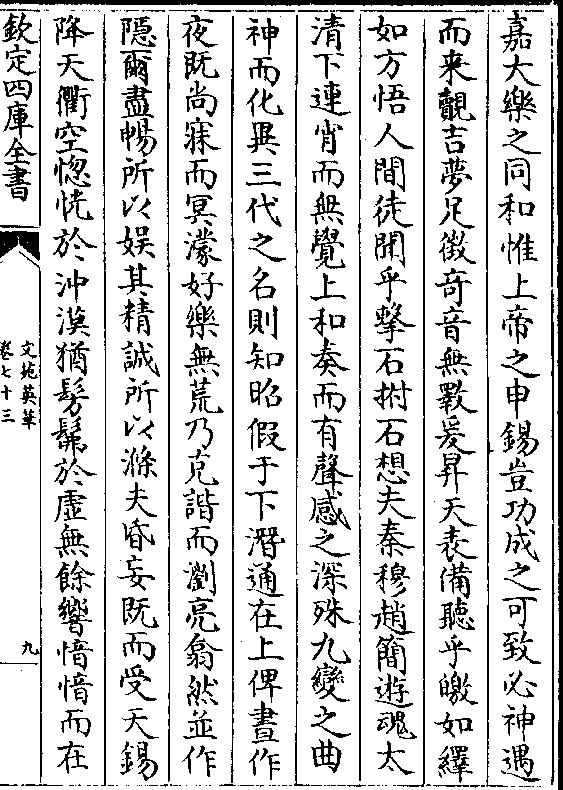 嘉大樂之同和惟上帝之申錫豈功成之可致必神遇
而来覿吉夢足徵奇音無斁爰昇天表備聽乎皦如繹
如方悟人間徒聞乎擊石拊石想夫秦穆趙簡遊魂太
清下連宵而無覺上和奏而有聲感之深殊九變之曲
神而化異三代之名則知昭假于下潛通在上俾晝作
夜既尚寐而冥濛好樂無荒乃克諧而瀏亮翕然並作
隠爾盡暢所以娯其精誠所以滌夫昏妄既而受天錫
降天衢空惚恍於沖漠猶髣髴於虛無餘響愔愔而在
欽定四庫全書
文苑英華
卷七十三
九